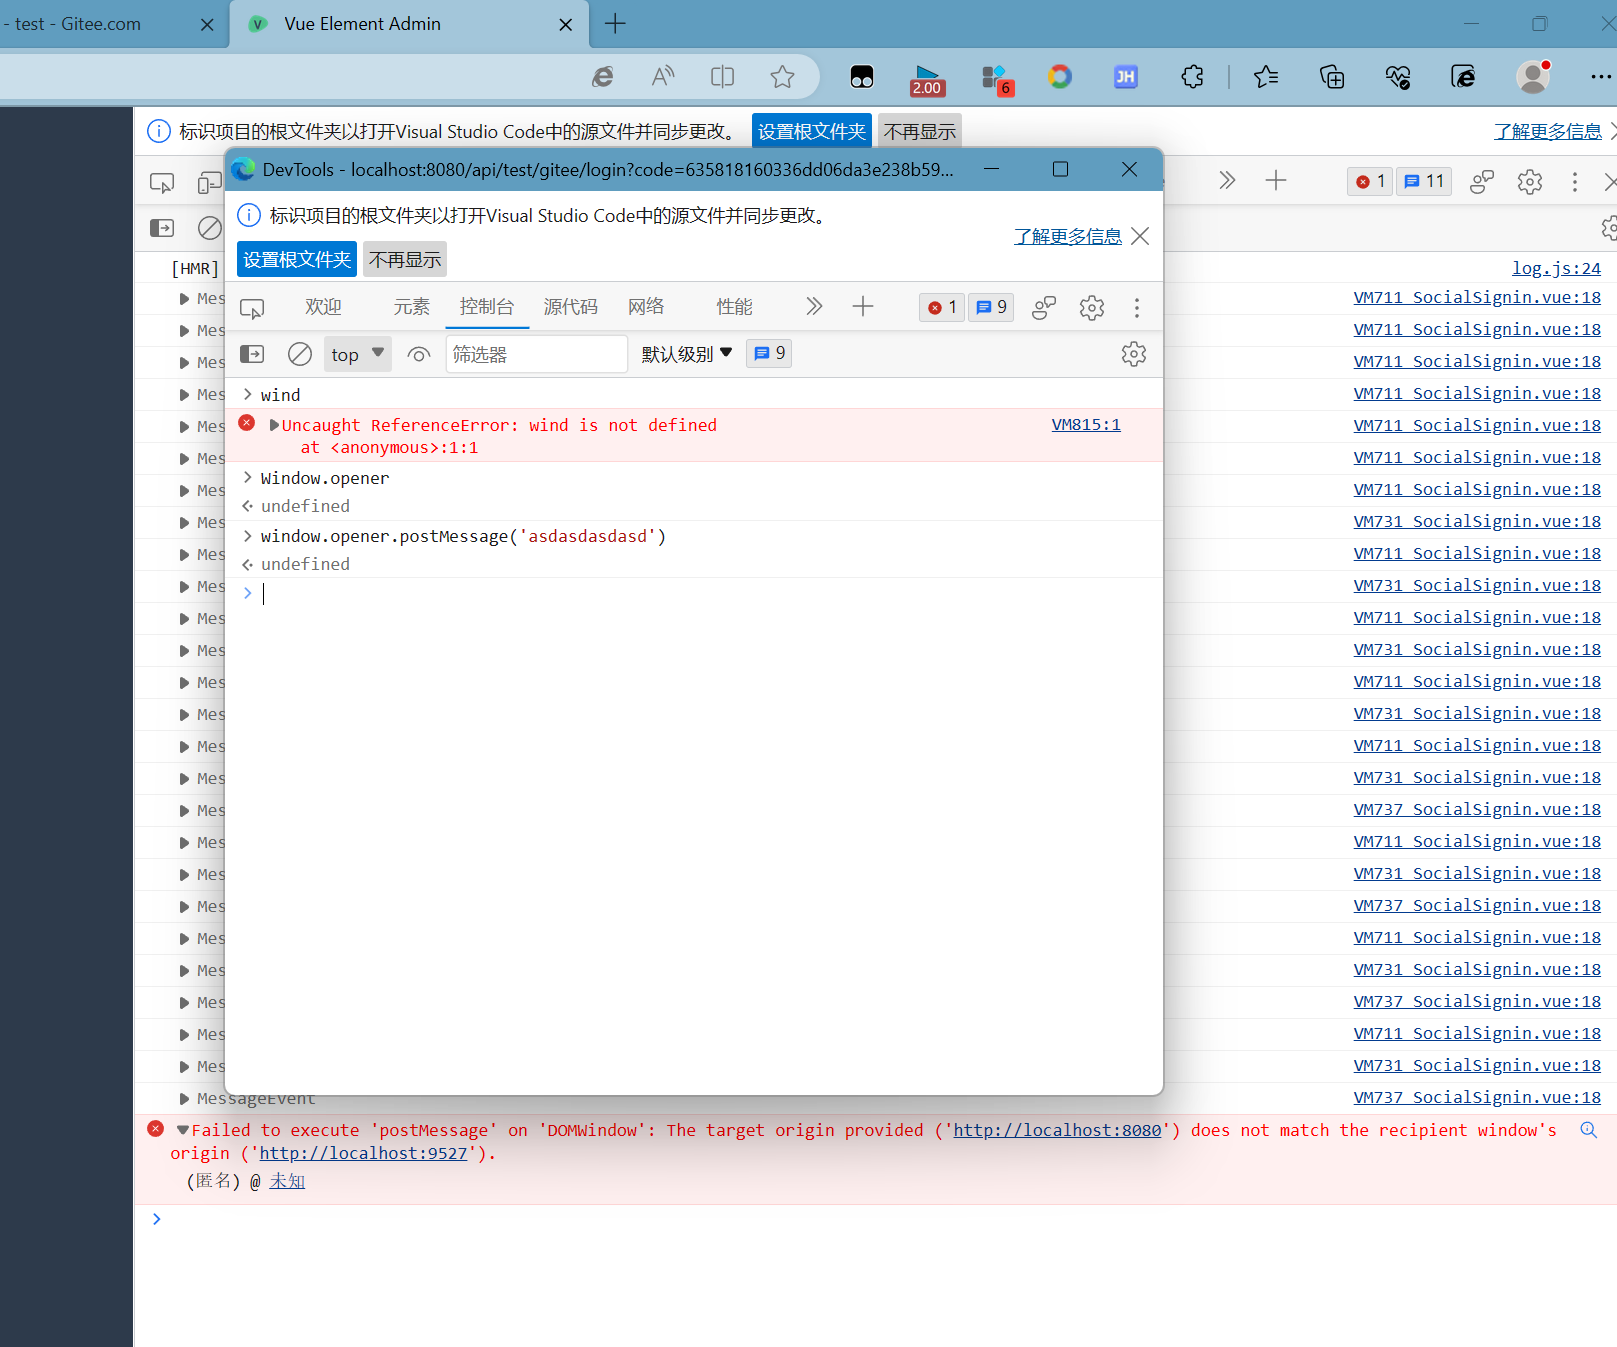 - test - Gitee.com
Vue Element Admin
2.00
6
JH
标识项目的根文件夹以打开Visual Studio Code中的源文件并同步更改。
设置根文件夹
不再显示
了解更多信息
DevTools - localhost:8080/api/test/gitee/login?code=635818160336dd06da3e238b59...
标识项目的根文件夹以打开Visual Studio Code中的源文件并同步更改。
了解更多信息
设置根文件夹
不再显示
1
11
欢迎 元素 控制台 源代码 网络 性能
1
9
top
筛选器
默认级别
9
wind
Uncaught ReferenceError: wind is not defined
at <anonymous>:1:1
VM815:1
Window.opener
undefined
window.opener.postMessage('asdasdasdasd')
undefined
[HMR] log.js:24
Mes VM711 SocialSignin.vue:18
Mes VM711 SocialSignin.vue:18
Mes VM711 SocialSignin.vue:18
Mes VM711 SocialSignin.vue:18
Mes VM711 SocialSignin.vue:18
Mes VM711 SocialSignin.vue:18
Mes VM711 SocialSignin.vue:18
Mes VM731 SocialSignin.vue:18
Mes VM711 SocialSignin.vue:18
Mes VM731 SocialSignin.vue:18
Mes VM711 SocialSignin.vue:18
Mes VM731 SocialSignin.vue:18
Mes VM711 SocialSignin.vue:18
Mes VM731 SocialSignin.vue:18
Mes VM711 SocialSignin.vue:18
Mes VM731 SocialSignin.vue:18
Mes VM737 SocialSignin.vue:18
Mes VM711 SocialSignin.vue:18
Mes VM731 SocialSignin.vue:18
Mes VM737 SocialSignin.vue:18
Mes VM711 SocialSignin.vue:18
Mes VM731 SocialSignin.vue:18
Mes VM737 SocialSignin.vue:18
Mes VM711 SocialSignin.vue:18
Mes VM731 SocialSignin.vue:18
MessageEvent VM737 SocialSignin.vue:18
Failed to execute 'postMessage' on 'DOMWindow': The target origin provided ('http://localhost:8080') does not match the recipient window's
origin ('http://localhost:9527').
(匿名) @ 未知